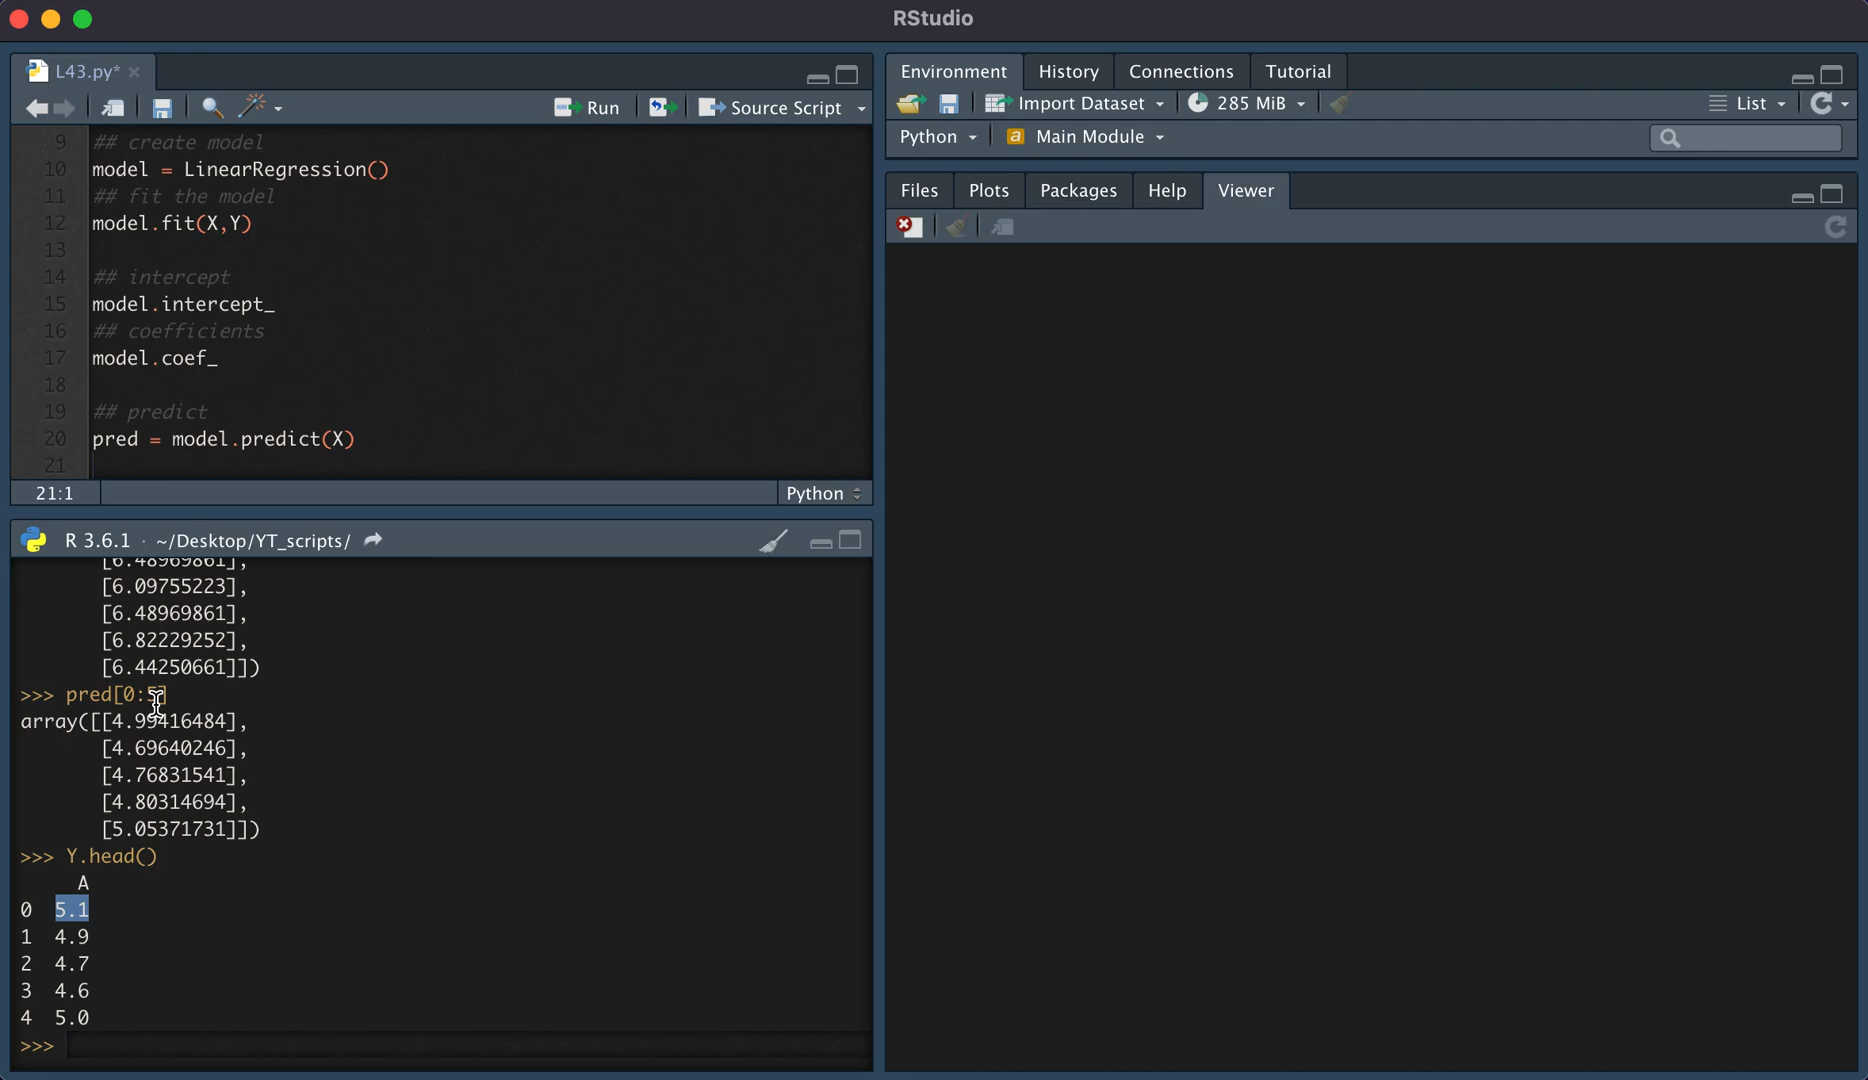 RStudio
L43.py*
Run
Source Script
9 ## create model
10 model = LinearRegression()
11 ## fit the model
12 model.fit(X,Y)
13
14 ## intercept
15 model.intercept_
16 ## coefficients
17 model.coef_
18
19 ## predict
20 pred = model.predict(X)
21
21:1 Python
R 3.6.1 · ~/Desktop/YT_scripts/
[6.48969861],
[6.09755223],
[6.48969861],
[6.82229252],
[6.44250661]])
>>> pred[0:5]
array([[4.99416484],
[4.69640246],
[4.76831541],
[4.80314694],
[5.05371731]])
>>> Y.head()
A
0 5.1
1 4.9
2 4.7
3 4.6
4 5.0
>>>
Environment History Connections Tutorial
Import Dataset 285 MiB List
Python Main Module
Files Plots Packages Help Viewer